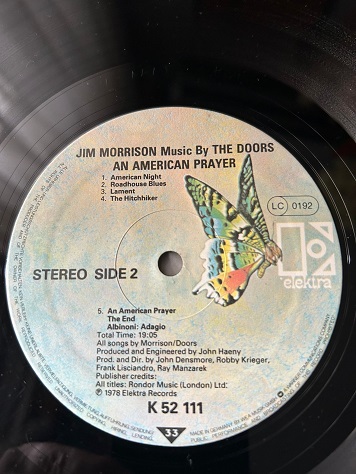 JIM MORRISON Music By THE DOORS
AN AMERICAN PRAYER
1. American Night
2. Roadhouse Blues
3. Lament
4. The Hitchhiker
LC 0192
elektra
STEREO SIDE 2
5. An American Prayer
The End
Albinoni: Adagio
Total Time: 19:05
All songs by Morrison/Doors
Produced and Engineered by John Haeny
Prod. and Dir. by John Densmore, Robby Krieger,
Frank Lisciandro, Ray Manzarek
Publisher credits:
All titles: Rondor Music (London) Ltd.
℗ 1978 Elektra Records
K 52 111
33